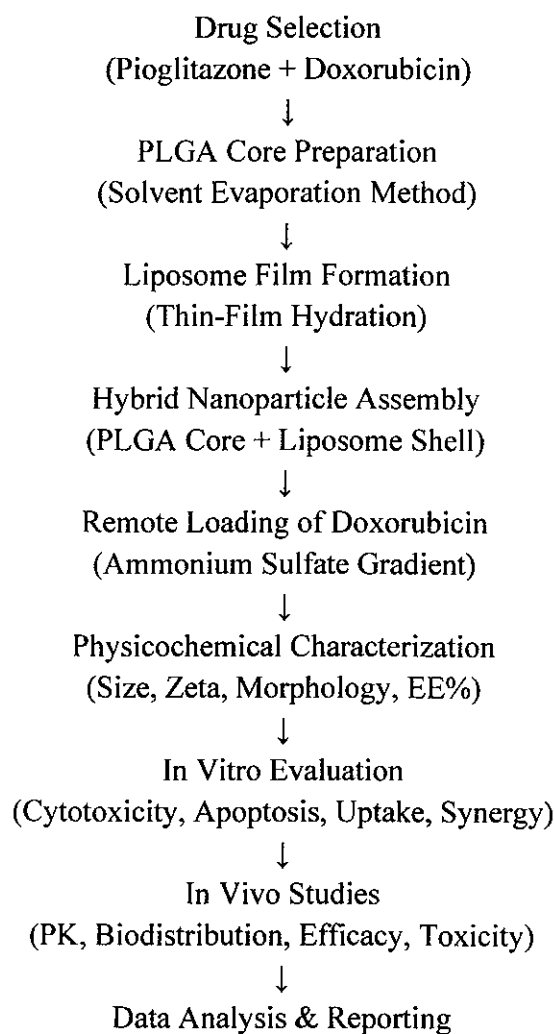 Drug Selection
(Pioglitazone + Doxorubicin)
↓
PLGA Core Preparation
(Solvent Evaporation Method)
↓
Liposome Film Formation
(Thin-Film Hydration)
↓
Hybrid Nanoparticle Assembly
(PLGA Core + Liposome Shell)
↓
Remote Loading of Doxorubicin
(Ammonium Sulfate Gradient)
↓
Physicochemical Characterization
(Size, Zeta, Morphology, EE%)
↓
In Vitro Evaluation
(Cytotoxicity, Apoptosis, Uptake, Synergy)
↓
In Vivo Studies
(PK, Biodistribution, Efficacy, Toxicity)
↓
Data Analysis & Reporting